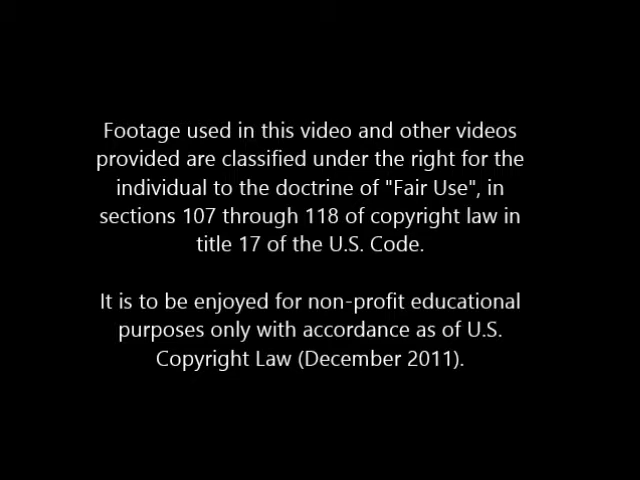 Footage used in this video and other videos
provided are classified under the right for the
individual to the doctrine of "Fair Use", in
sections 107 through 118 of copyright law in
title 17 of the U.S. Code.
It is to be enjoyed for non-profit educational
purposes only with accordance as of U.S.
Copyright Law (December 2011).